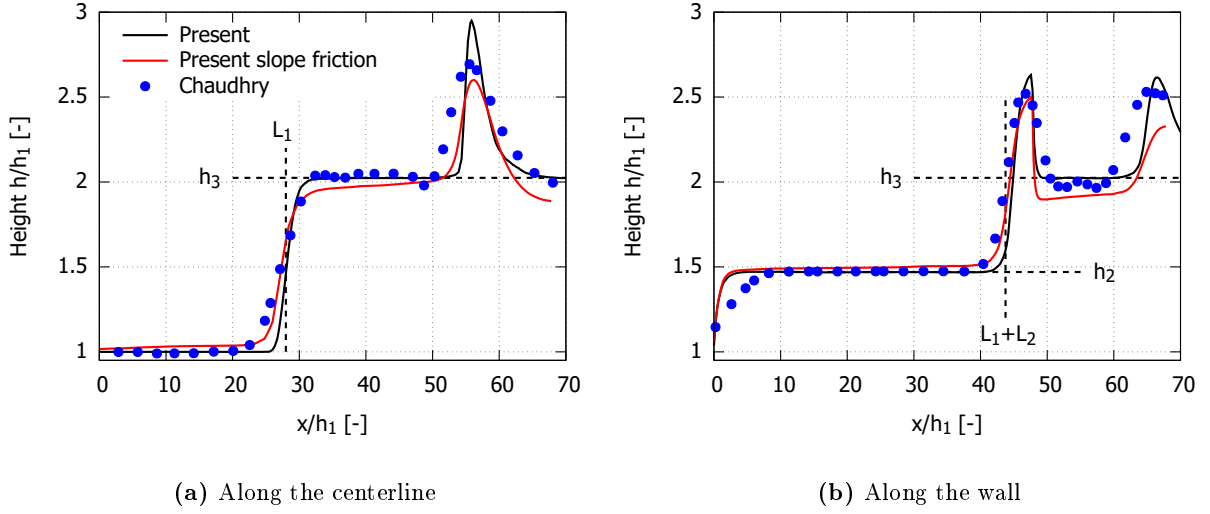 3
2.5
2
1.5
1
Height h/h₁ [-]
Present
Present slope friction
Chaudhry
L₁
h₃
0 10 20 30 40 50 60 70
x/h₁ [-]
(a) Along the centerline
3
2.5
2
1.5
1
Height h/h₁ [-]
h₃
h₂
L₁+L₂
0 10 20 30 40 50 60 70
x/h₁ [-]
(b) Along the wall